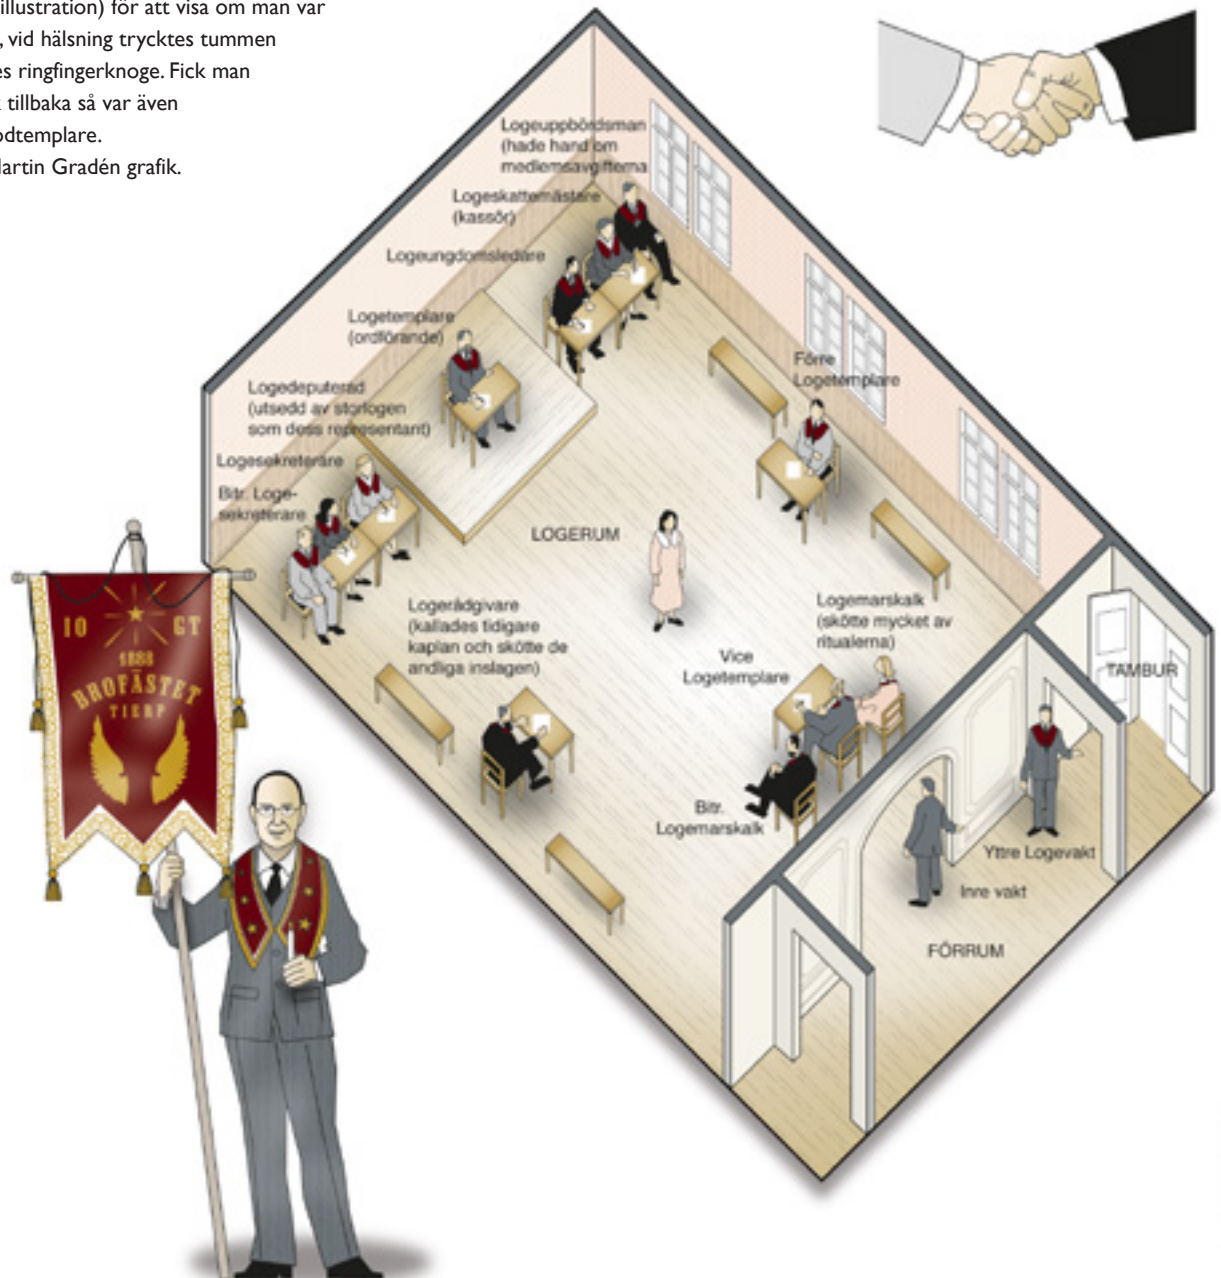 illustration) för att visa om man var
, vid hälsning trycktes tummen
es ringfingerknoge. Fick man
tillbaka så var även
odtemplare.
Martin Gradén grafik.
Logeuppbördsman
(hade hand om
medlemsavgifterna
Logeskattemästare
(kassör)
Logeungdomsledare
Logetemplare
(ordförande)
Förre
Logetemplare
Logedeputerad
(utsedd av storlogen
som dess representant)
Logesekreterare
Bitr. Loge-
sekreterare
LOGERUM
Logerådgivare
(kallades tidigare
kaplan och skötte de
andliga inslagen)
Logemarskalk
(skötte mycket av
ritualerna)
Vice
Logetemplare
TAMBUR
Bitr.
Logemarskalk
Yttre Logevakt
Inre vakt
FÖRRUM
IO GT
1888
BROFÄSTET
TIERP